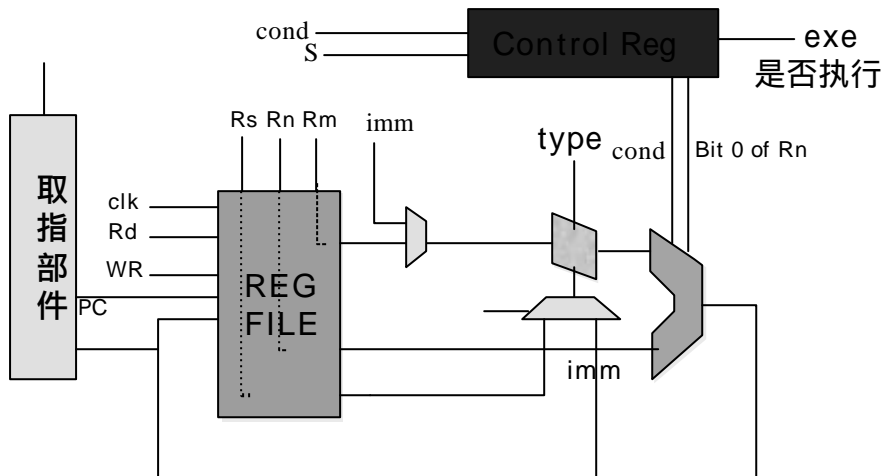 cond
S
Control Reg
exe
是否执行
Rs Rn Rm
imm
type
cond
Bit 0 of Rn
取指部件
clk
Rd
WR
PC
REG
FILE
imm